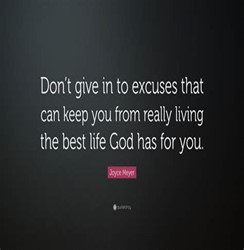 Don't give in to excuses that
can keep you from really living
the best life God has for you.
Joyce Meyer